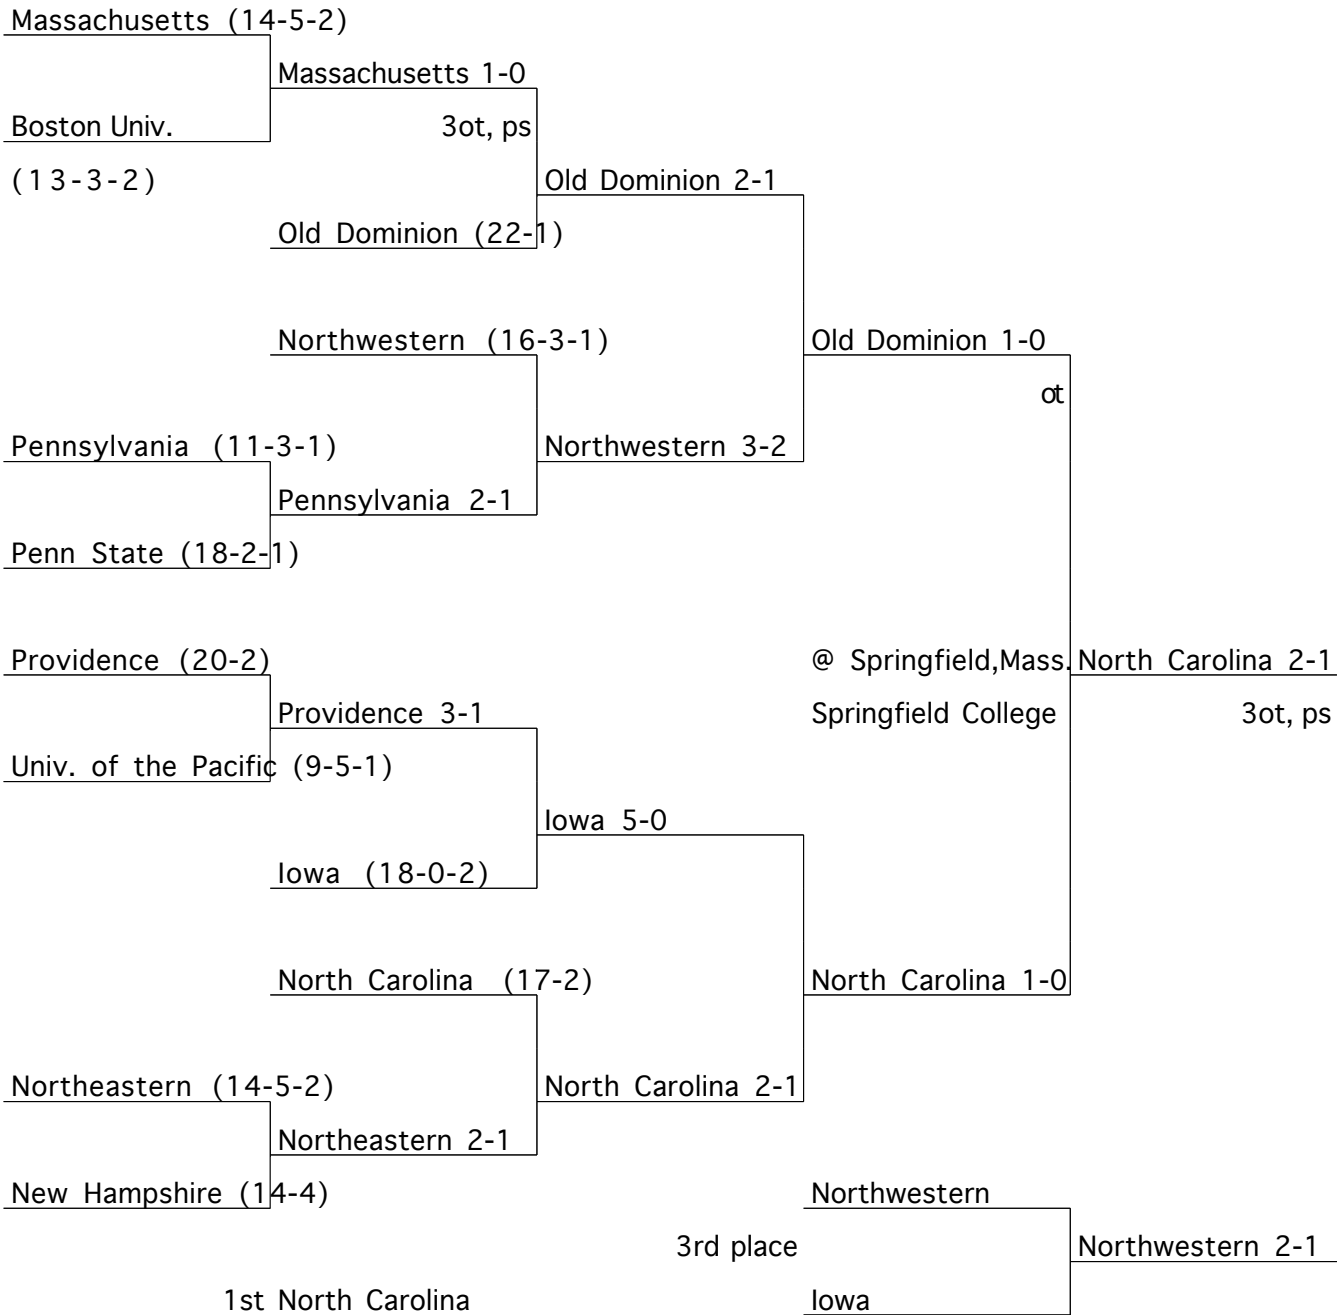 Massachusetts (14-5-2)
Massachusetts 1-0
Boston Univ. 3ot, ps
(13-3-2) Old Dominion 2-1
Old Dominion (22-1)
Northwestern (16-3-1) Old Dominion 1-0
ot
Pennsylvania (11-3-1) Northwestern 3-2
Pennsylvania 2-1
Penn State (18-2-1)
Providence (20-2) @ Springfield,Mass. North Carolina 2-1
Providence 3-1 Springfield College 3ot, ps
Univ. of the Pacific (9-5-1)
Iowa 5-0
Iowa (18-0-2)
North Carolina (17-2) North Carolina 1-0
Northeastern (14-5-2) North Carolina 2-1
Northeastern 2-1
New Hampshire (14-4) Northwestern
3rd place Northwestern 2-1
1st North Carolina Iowa